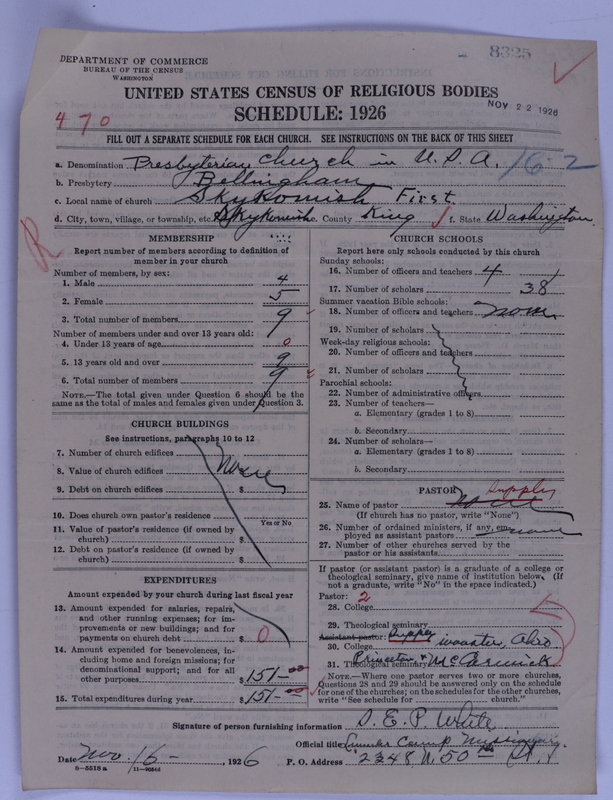 8325
DEPARTMENT OF COMMERCE
BUREAU OF THE CENSUS
WASHINGTON
UNITED STATES CENSUS OF RELIGIOUS BODIES
SCHEDULE: 1926
NOV 22 1926
470
FILL OUT A SEPARATE SCHEDULE FOR EACH CHURCH. SEE INSTRUCTIONS ON THE BACK OF THIS SHEET
a. Denomination Presbyterian Church in U.S.A. 162
b. Presbytery Bellingham
c. Local name of church Skykomish First
d. City, town, village, or township, etc. Skykomish e. County King f. State Washington
R
MEMBERSHIP
Report number of members according to definition of
member in your church
Number of members, by sex:
1. Male 4
2. Female 5
3. Total number of members 9
Number of members under and over 13 years old:
4. Under 13 years of age 0
5. 13 years old and over 9
6. Total number of members 9
NOTE.—The total given under Question 6 should be the
same as the total of males and females given under Question 3.
CHURCH BUILDINGS
See instructions, paragraphs 10 to 12
7. Number of church edifices
8. Value of church edifices $ None
9. Debt on church edifices $
10. Does church own pastor's residence
Yes or No
11. Value of pastor's residence (if owned by
church) $
12. Debt on pastor's residence (if owned by
church) $
EXPENDITURES
Amount expended by your church during last fiscal year
13. Amount expended for salaries, repairs,
and other running expenses; for im-
provements or new buildings; and for
payments on church debt $ 0
14. Amount expended for benevolences, in-
cluding home and foreign missions; for
denominational support; and for all
other purposes $ 151-00
15. Total expenditures during year $ 151-00
CHURCH SCHOOLS
Report here only schools conducted by this church
Sunday schools:
16. Number of officers and teachers 4
17. Number of scholars 38
Summer vacation Bible schools:
18. Number of officers and teachers None
19. Number of scholars
Week-day religious schools:
20. Number of officers and teachers
21. Number of scholars
Parochial schools:
22. Number of administrative officers
23. Number of teachers—
a. Elementary (grades 1 to 8)
b. Secondary
24. Number of scholars—
a. Elementary (grades 1 to 8)
b. Secondary
PASTOR Supply
25. Name of pastor
(If church has no pastor, write "None")
26. Number of ordained ministers, if any, em-
ployed as assistant pastors none
27. Number of other churches served by the
pastor or his assistants
If pastor (or assistant pastor) is a graduate of a college or
theological seminary, give name of institution below. (If
not a graduate, write "No" in the space indicated.)
Pastor: 2
28. College
29. Theological seminary
Assistant pastor: Supply
30. College Wooster, Ohio
31. Theological seminary Princeton & McCormick
NOTE.—Where one pastor serves two or more churches,
Questions 28 and 29 should be answered only on the schedule
for one of the churches; on the schedules for the other churches,
write "See schedule for church."
Signature of person furnishing information D. E. P. White
Official title Lumber Camp Missionary.
Date Nov. 16 - , 1926 P. O. Address 2348 N. 50th St.
8-5518a